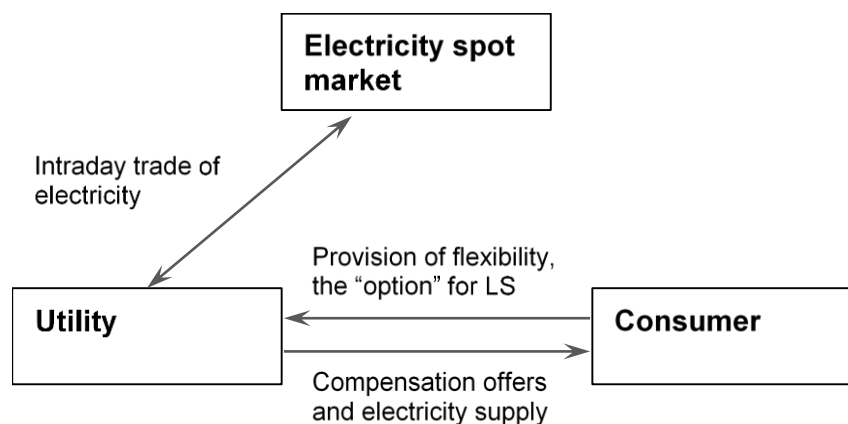 Electricity spot
market
Intraday trade of
electricity
Provision of flexibility,
the “option” for LS
Utility
Consumer
Compensation offers
and electricity supply